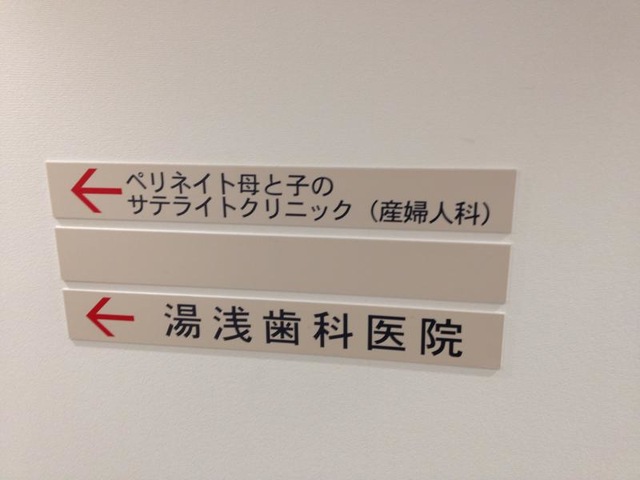 ←ペリネイト母と子の
サテライトクリニック（産婦人科）
←湯浅歯科医院